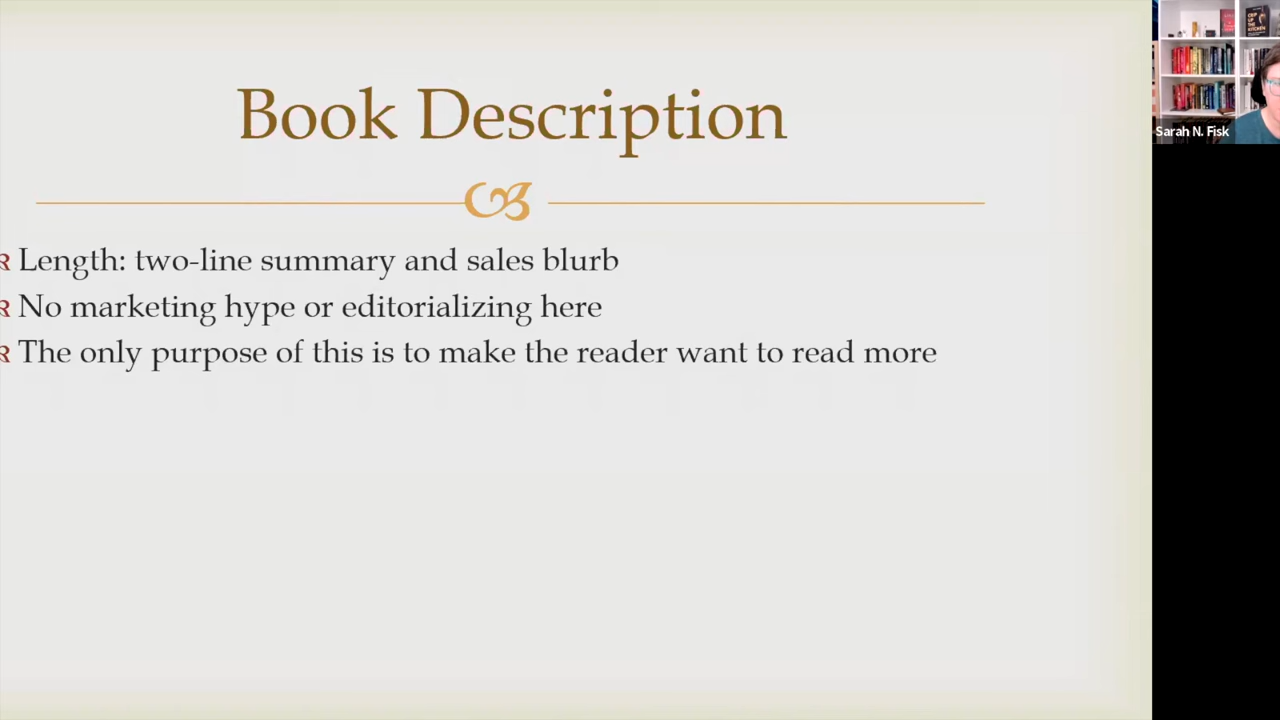 Book Description
Length: two-line summary and sales blurb
No marketing hype or editorializing here
The only purpose of this is to make the reader want to read more
Sarah N. Fisk